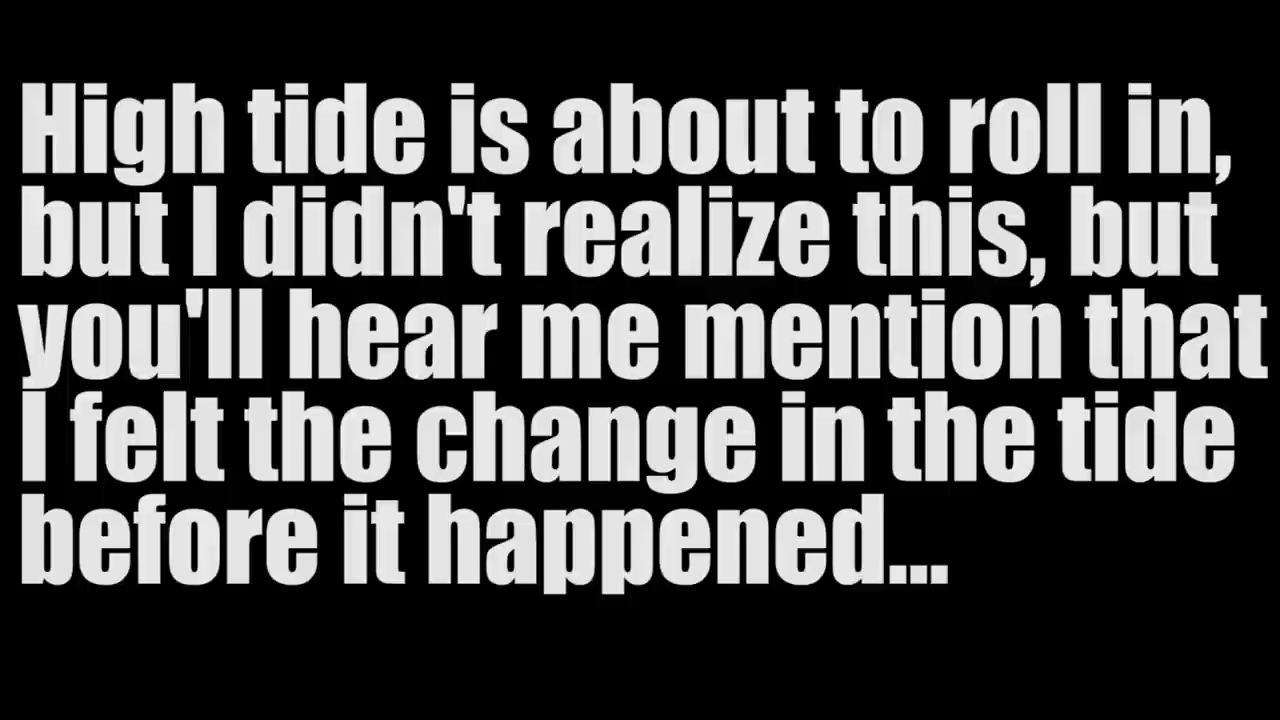 High tide is about to roll in,
but I didn't realize this, but
you'll hear me mention that
I felt the change in the tide
before it happened...